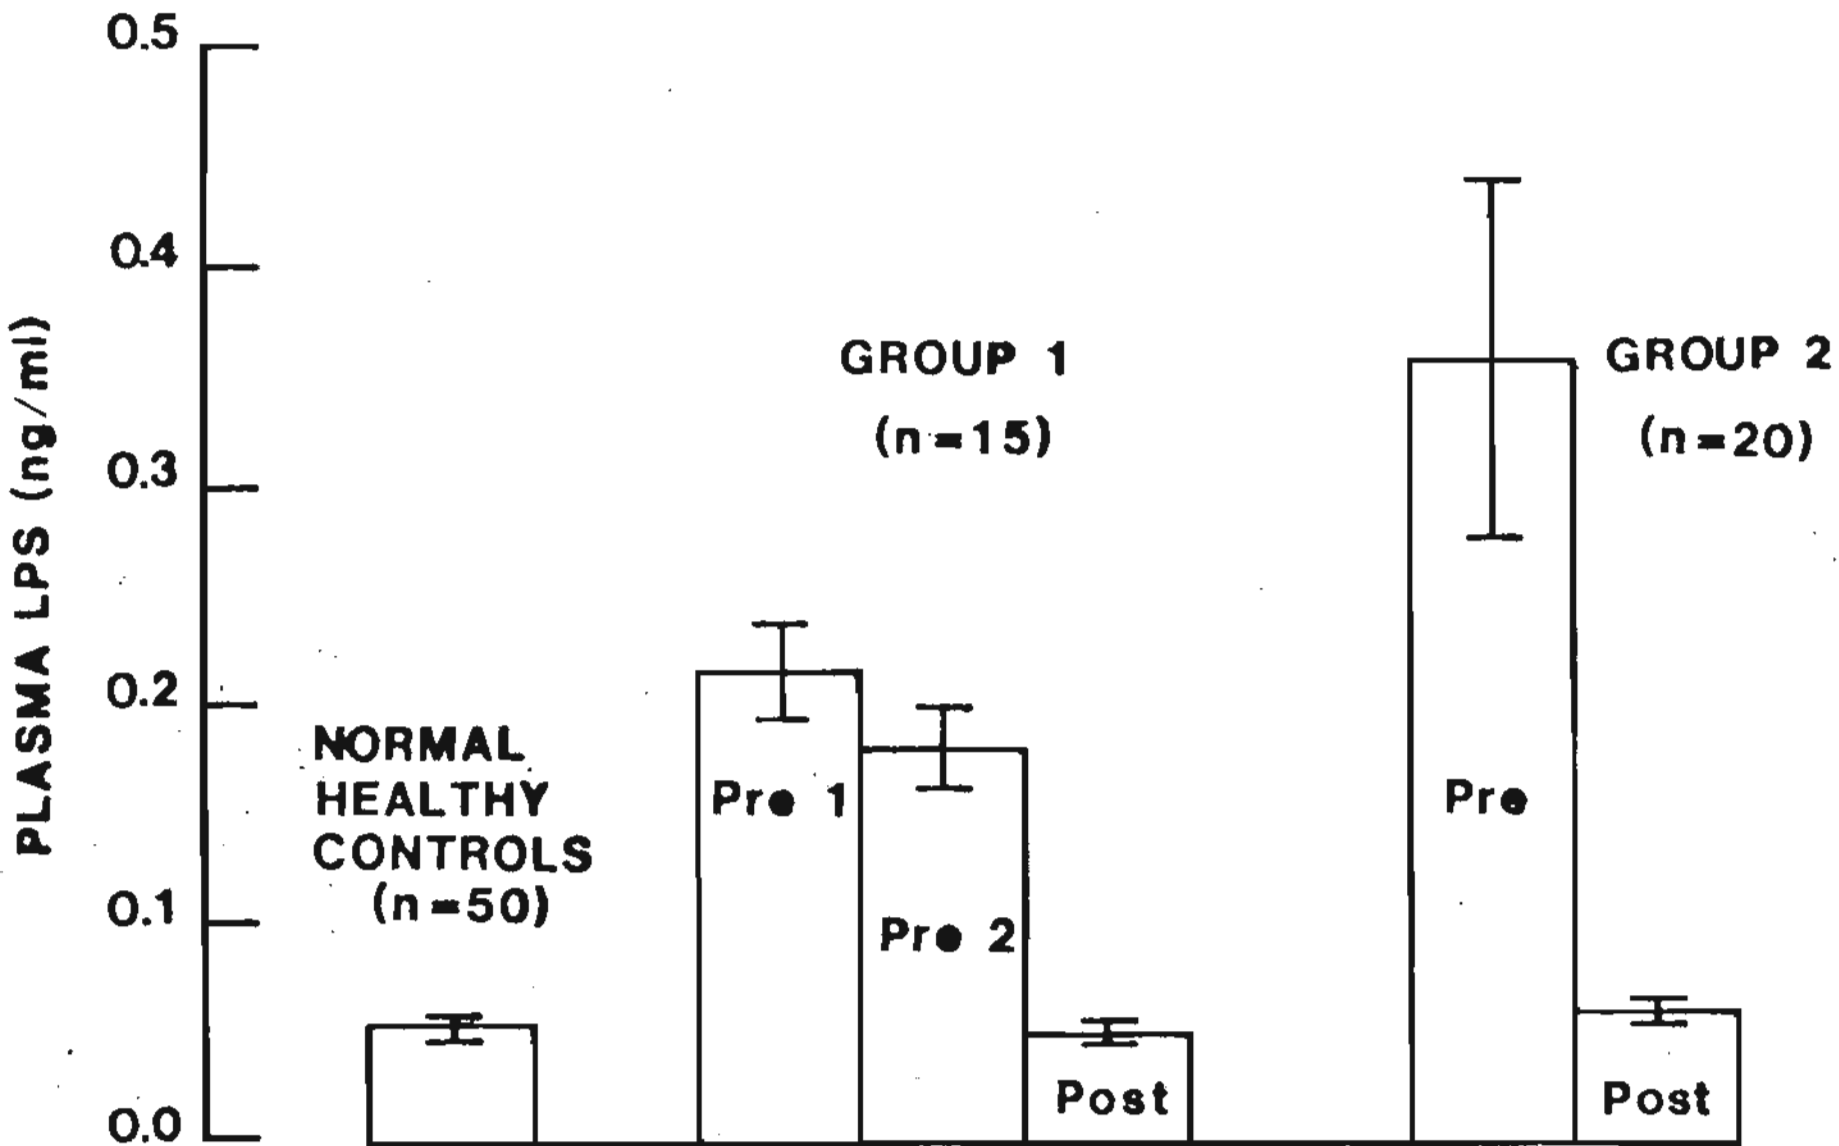 PLASMA LPS (ng/ml)
0.5
0.4
0.3
0.2
0.1
0.0
NORMAL
HEALTHY
CONTROLS
(n=50)
GROUP 1
(n=15)
Pre 1
Pre 2
Post
GROUP 2
(n=20)
Pre
Post